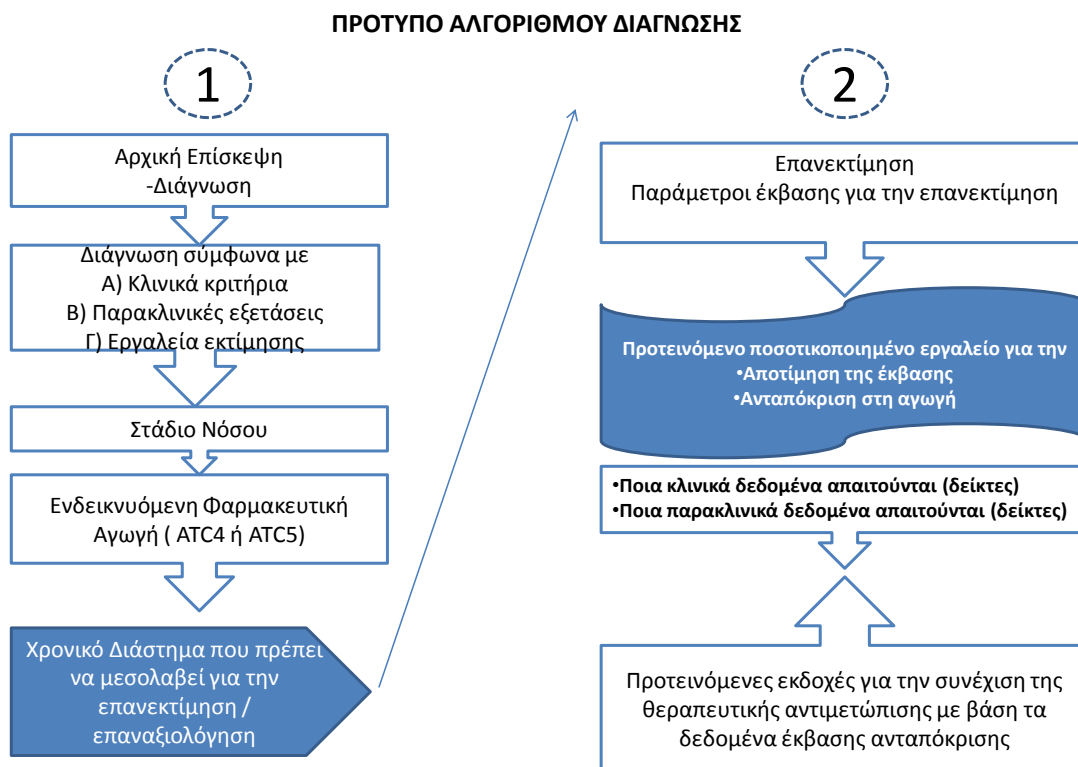 ΠΡΟΤΥΠΟ ΑΛΓΟΡΙΘΜΟΥ ΔΙΑΓΝΩΣΗΣ
1
Αρχική Επίσκεψη
-Διάγνωση
Διάγνωση σύμφωνα με
Α) Κλινικά κριτήρια
Β) Παρακλινικές εξετάσεις
Γ) Εργαλεία εκτίμησης
Στάδιο Νόσου
Ενδεικνυόμενη Φαρμακευτική
Αγωγή ( ATC4 ή ATC5)
Χρονικό Διάστημα που πρέπει
να μεσολαβεί για την
επανεκτίμηση /
επαναξιολόγηση
2
Επανεκτίμηση
Παράμετροι έκβασης για την επανεκτίμηση
Προτεινόμενο ποσοτικοποιημένο εργαλείο για την
•Αποτίμηση της έκβασης
•Ανταπόκριση στη αγωγή
•Ποια κλινικά δεδομένα απαιτούνται (δείκτες)
•Ποια παρακλινικά δεδομένα απαιτούνται (δείκτες)
Προτεινόμενες εκδοχές για την συνέχιση της
θεραπευτικής αντιμετώπισης με βάση τα
δεδομένα έκβασης ανταπόκρισης